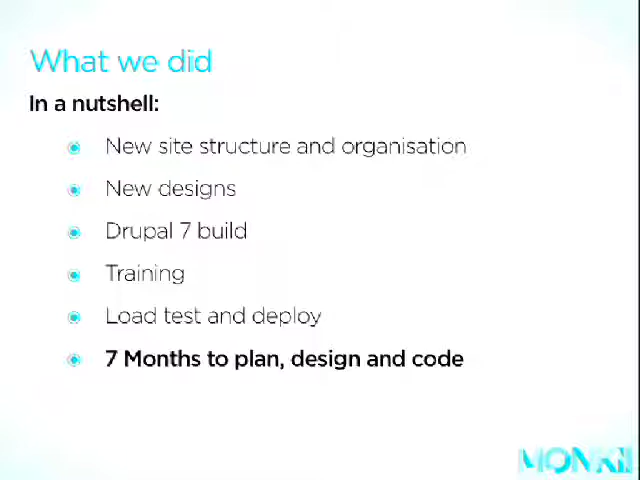 What we did
In a nutshell:
New site structure and organisation
New designs
Drupal 7 build
Training
Load test and deploy
7 Months to plan, design and code